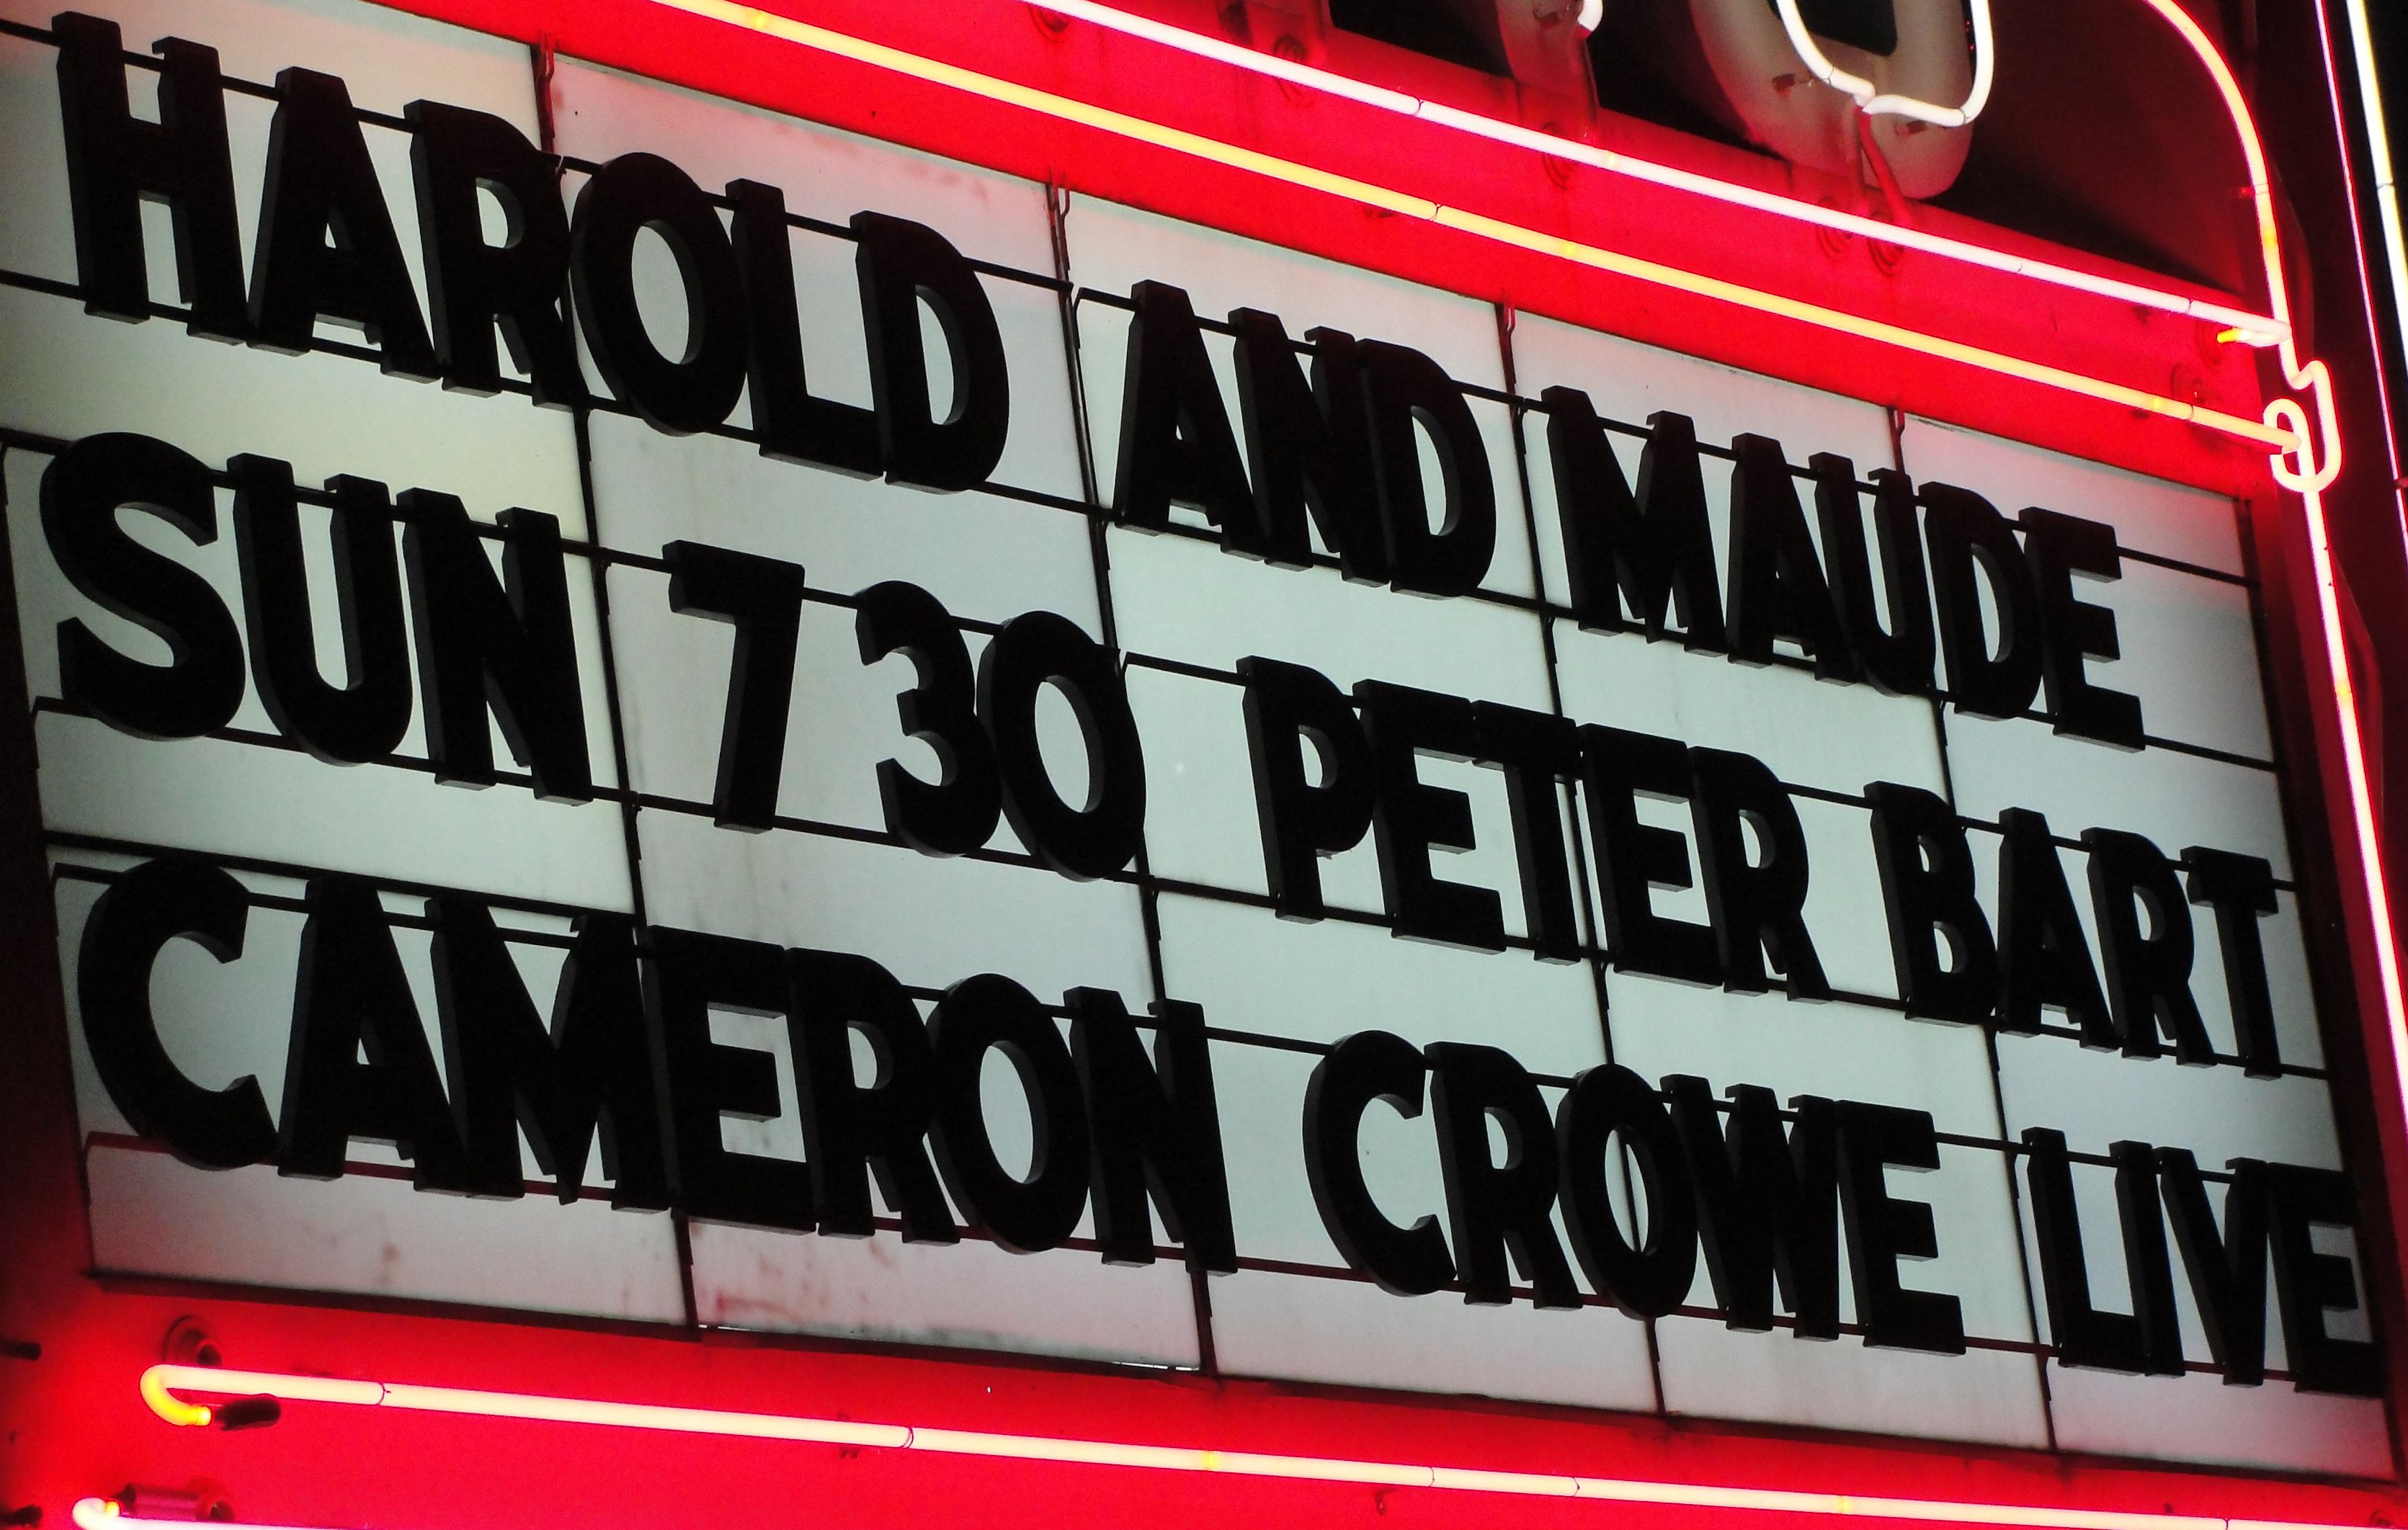 HAROLD AND MAUDE
SUN 7 30 PETER BART
CAMERON CROWE LIVE